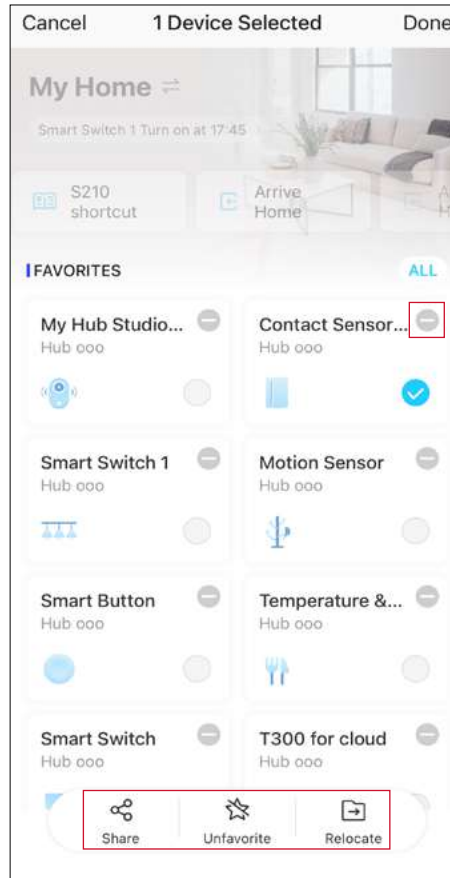 Cancel 1 Device Selected Done
My Home
Smart Switch 1 Turn on at 17:45
S210 shortcut
Arrive Home
FAVORITES ALL
My Hub Studio...
Hub ooo
Contact Sensor...
Hub ooo
Smart Switch 1
Hub ooo
Motion Sensor
Hub ooo
Smart Button
Hub ooo
Temperature &...
Hub ooo
Smart Switch
Hub ooo
T300 for cloud
Hub ooo
Share Unfavorite Relocate